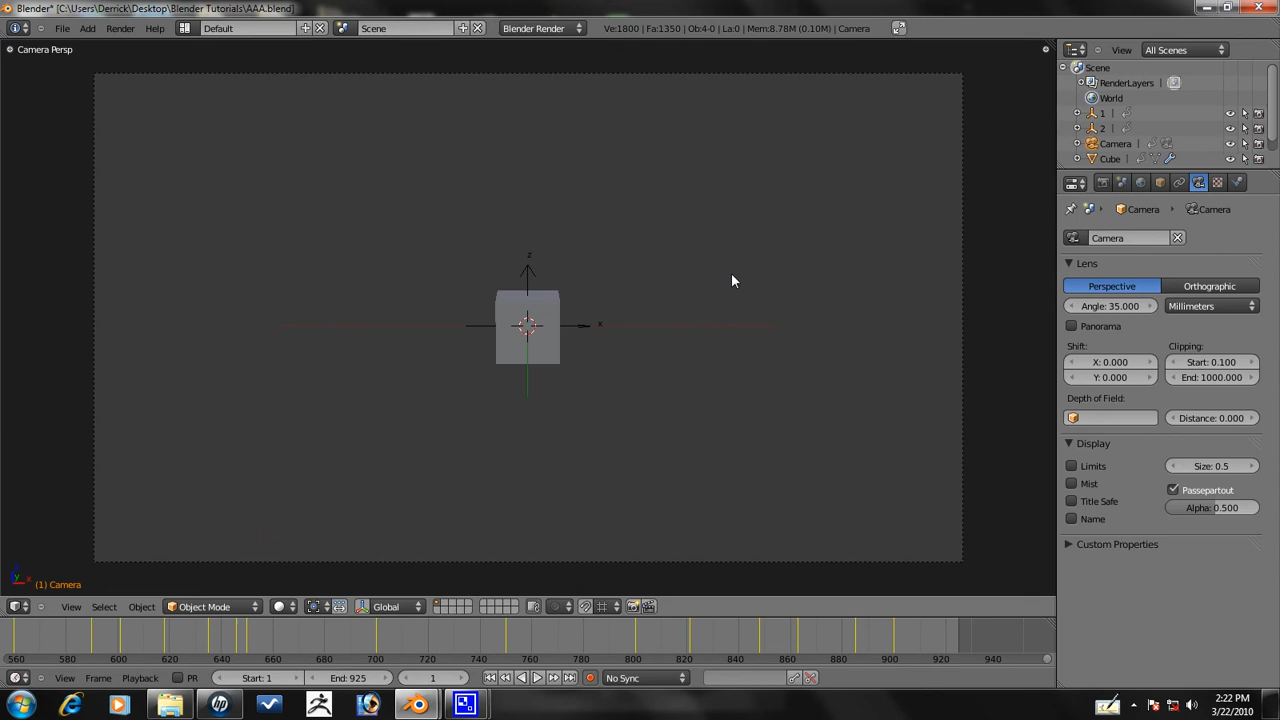 Blender* [C:\Users\Derrick\Desktop\Blender Tutorials\AAA.blend]
File Add Render Help Default Scene Blender Render Ve:1800 | Fa:1350 | Ob:4-0 | La:0 | Mem:8.78M (0.10M) | Camera
Camera Persp
View All Scenes
Scene
RenderLayers
World
1
2
Camera
Cube
Camera Camera
Camera
Lens
Perspective Orthographic
Angle: 35.000 Millimeters
Panorama
Shift: Clipping:
X: 0.000 Start: 0.100
Y: 0.000 End: 1000.000
Depth of Field:
Distance: 0.000
Display
Limits Size: 0.5
Mist Passepartout
Title Safe Alpha: 0.500
Name
Custom Properties
z
x
z
y x
(1) Camera
View Select Object Object Mode Global
560 580 600 620 640 660 680 700 720 740 760 780 800 820 840 860 880 900 920 940
View Frame Playback PR Start: 1 End: 925 1 No Sync
hp
2:22 PM
3/22/2010